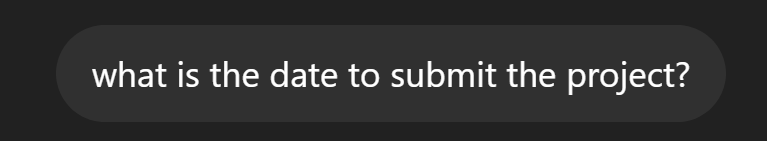 what is the date to submit the project?